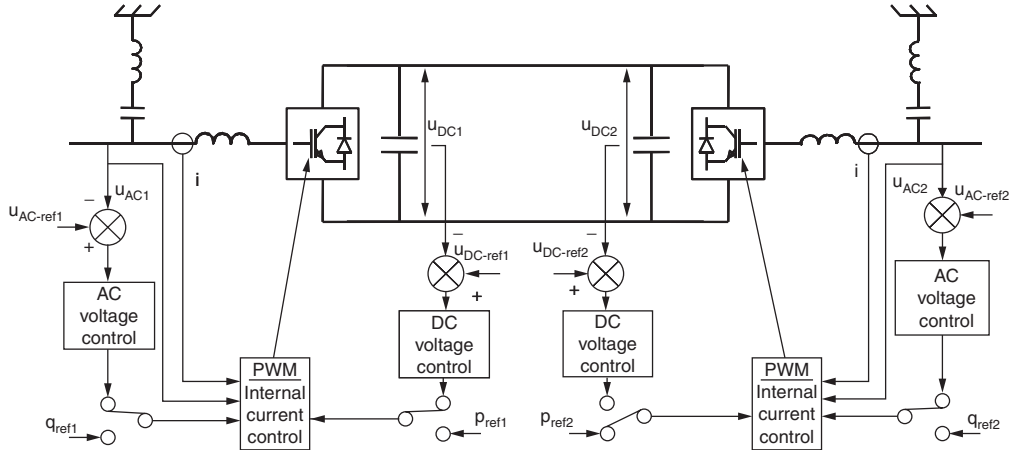 u_DC1
u_DC2
i
i
u_AC1
u_AC2
−
u_AC-ref1
+
u_AC-ref2
−
u_DC-ref1
+
−
u_DC-ref2
+
AC
voltage
control
DC
voltage
control
DC
voltage
control
AC
voltage
control
PWM
Internal
current
control
PWM
Internal
current
control
q_ref1
p_ref1
p_ref2
q_ref2